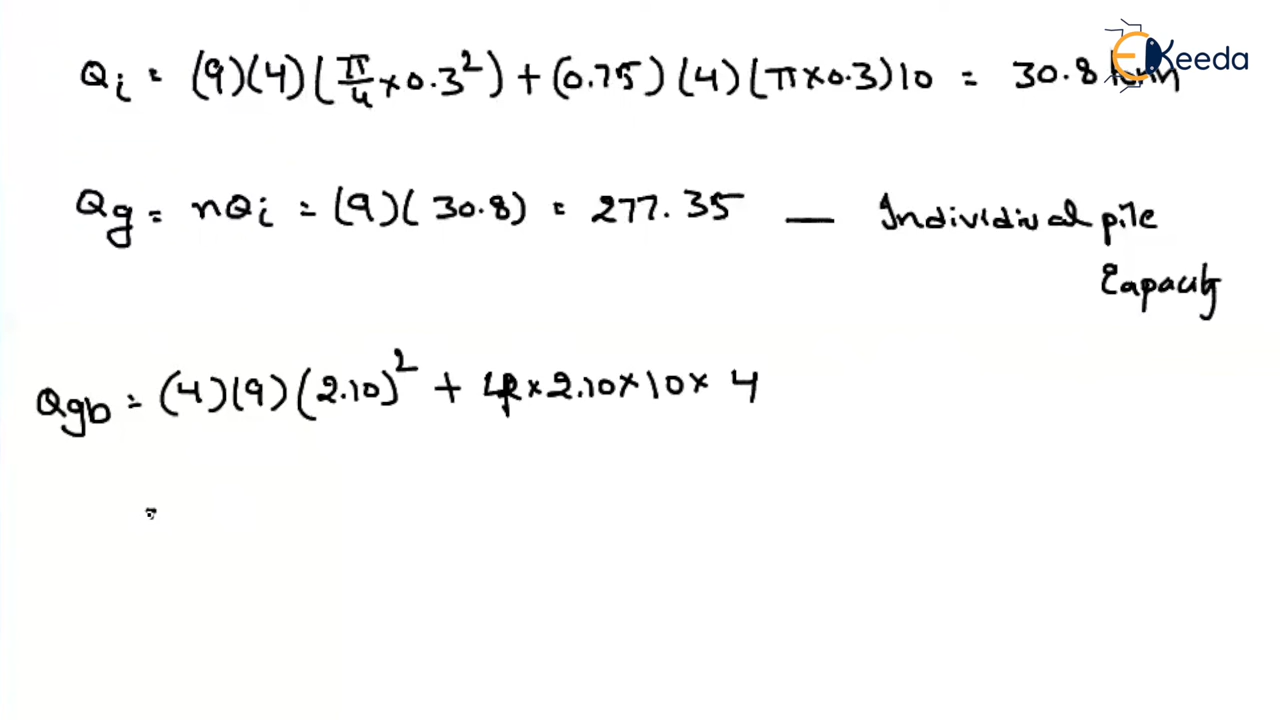 Qi = (9)(4)(π/4 × 0.3²) + (0.75)(4)(π×0.3)10 = 30.8
EKeeda
Qg = nQi = (9)(30.8) = 277.35 — Individual pile
Capacity
Qgb = (4)(9)(2.10)² + 4 × 2.10 × 10 × 4
=